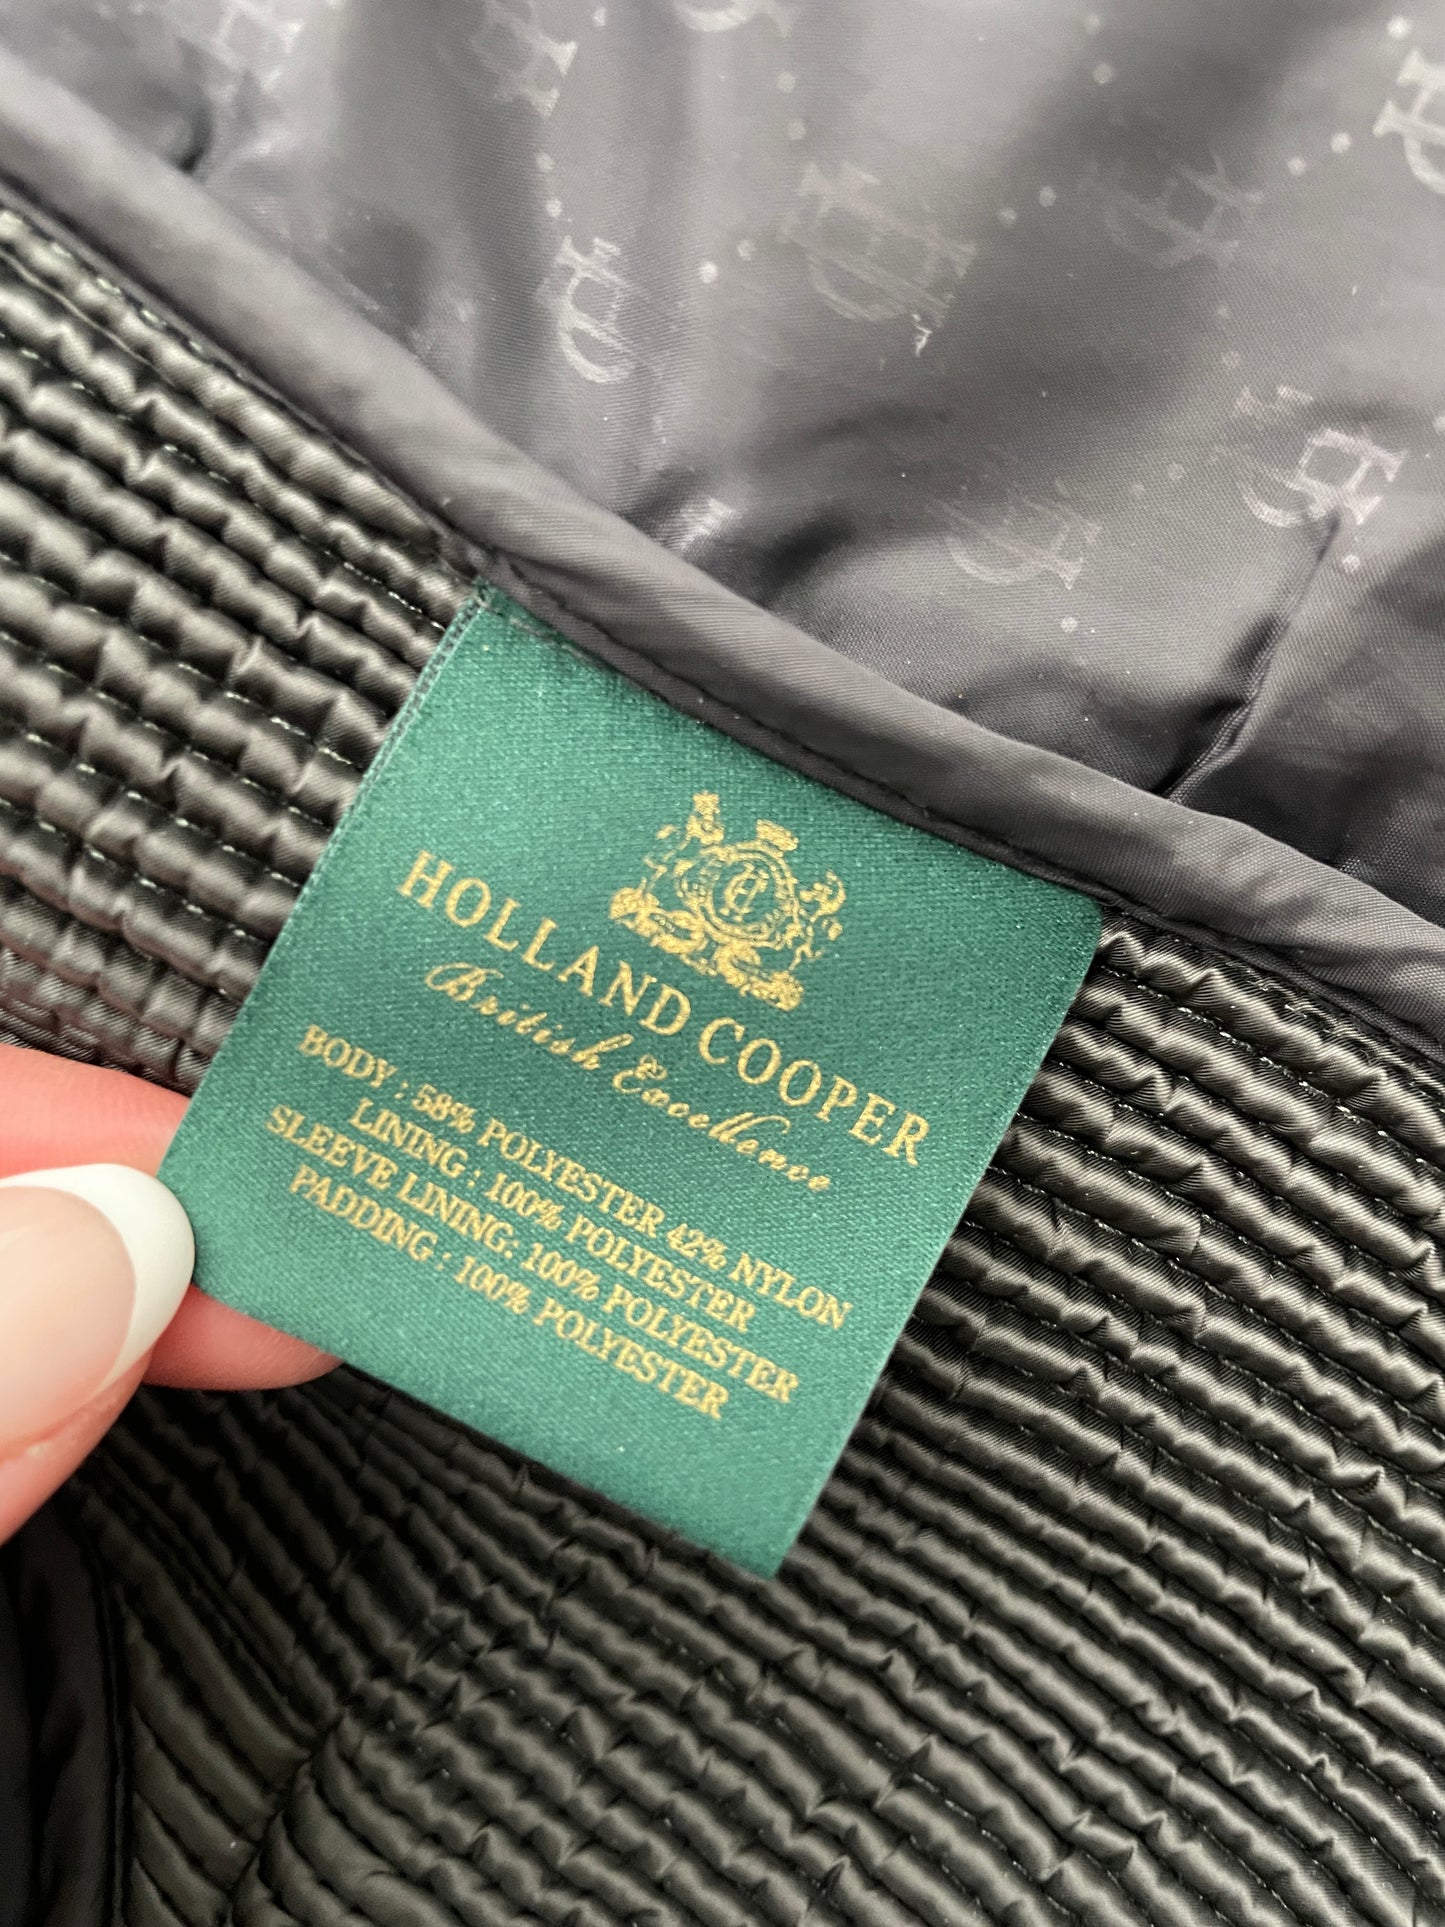 HOLLAND COOPER
British Excellence
BODY : 58% POLYESTER 42% NYLON
LINING : 100% POLYESTER
SLEEVE LINING: 100% POLYESTER
PADDING : 100% POLYESTER